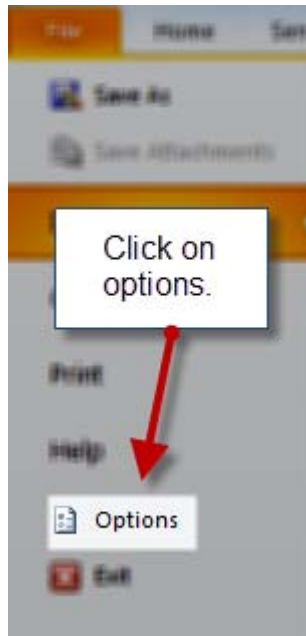 File Home
Save As
Save Attachments
Click on
options.
Print
Help
Options
Exit